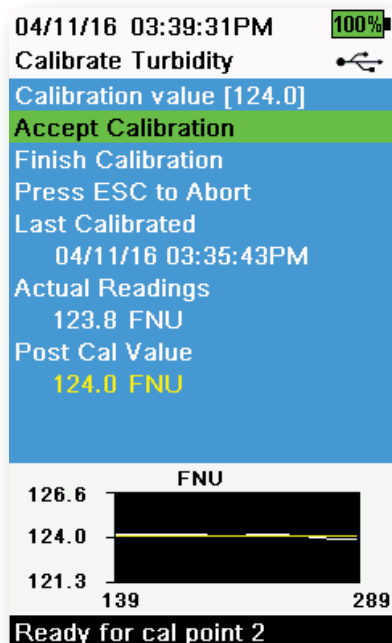 04/11/16 03:39:31PM 100%
Calibrate Turbidity
Calibration value [124.0]
Accept Calibration
Finish Calibration
Press ESC to Abort
Last Calibrated
04/11/16 03:35:43PM
Actual Readings
123.8 FNU
Post Cal Value
124.0 FNU
FNU
126.6
124.0
121.3
139 289
Ready for cal point 2